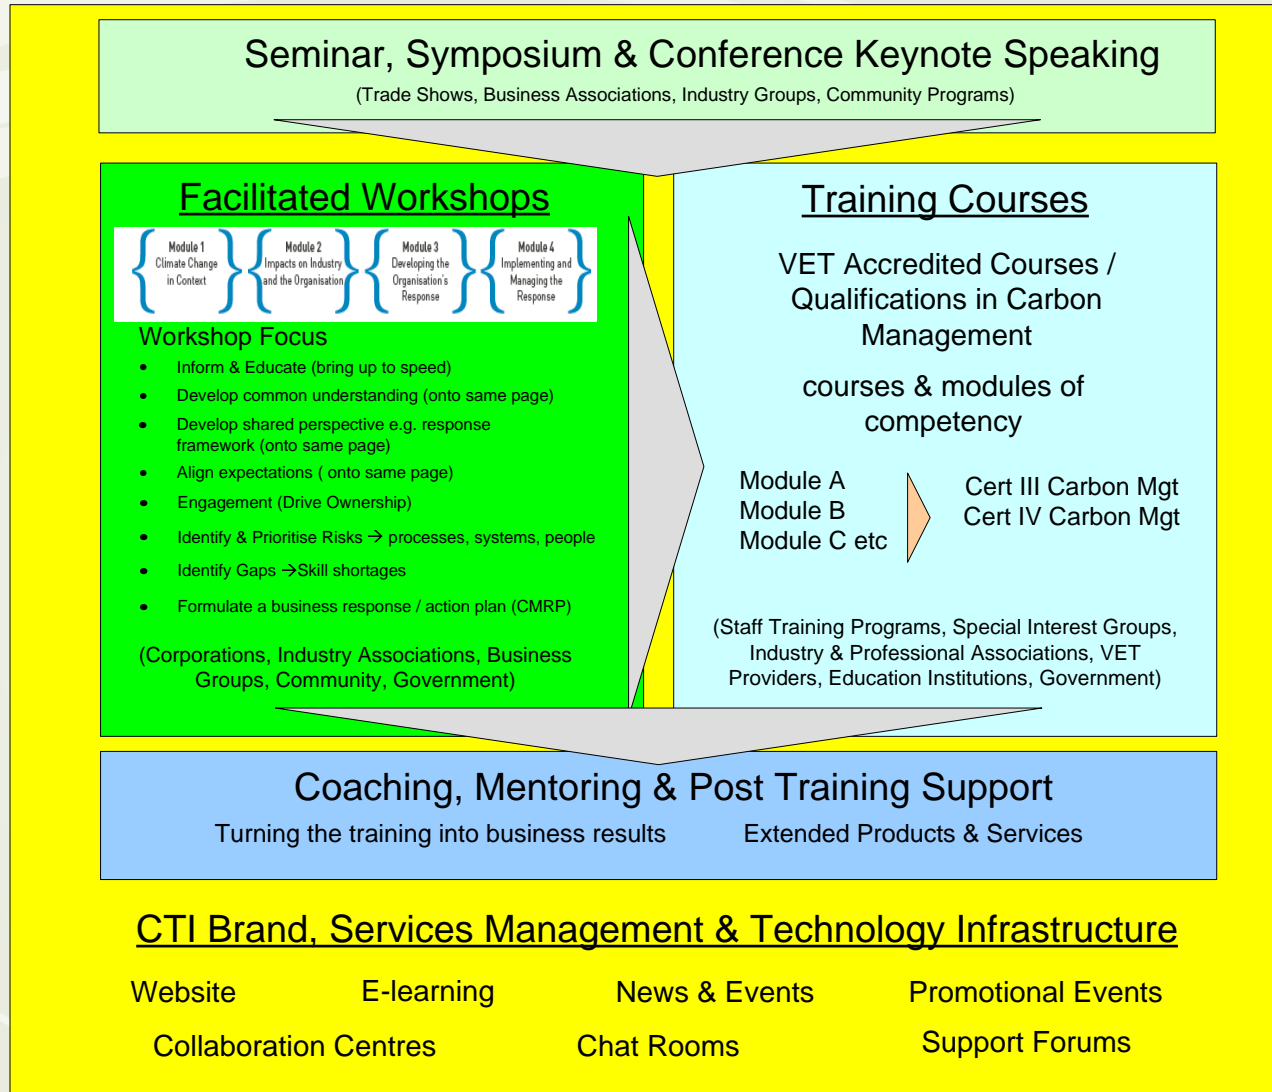 Seminar, Symposium & Conference Keynote Speaking
(Trade Shows, Business Associations, Industry Groups, Community Programs)
Facilitated Workshops
Module 1
Climate Change
in Context
Module 2
Impacts on Industry
and the Organisation
Module 3
Developing the
Organisation's
Response
Module 4
Implementing and
Managing the
Response
Workshop Focus
• Inform & Educate (bring up to speed)
• Develop common understanding (onto same page)
• Develop shared perspective e.g. response
framework (onto same page)
• Align expectations ( onto same page)
• Engagement (Drive Ownership)
• Identify & Prioritise Risks → processes, systems, people
• Identify Gaps →Skill shortages
• Formulate a business response / action plan (CMRP)
(Corporations, Industry Associations, Business
Groups, Community, Government)
Training Courses
VET Accredited Courses /
Qualifications in Carbon
Management
courses & modules of
competency
Module A
Module B
Module C etc
Cert III Carbon Mgt
Cert IV Carbon Mgt
(Staff Training Programs, Special Interest Groups,
Industry & Professional Associations, VET
Providers, Education Institutions, Government)
Coaching, Mentoring & Post Training Support
Turning the training into business results Extended Products & Services
CTI Brand, Services Management & Technology Infrastructure
Website E-learning News & Events Promotional Events
Collaboration Centres Chat Rooms Support Forums